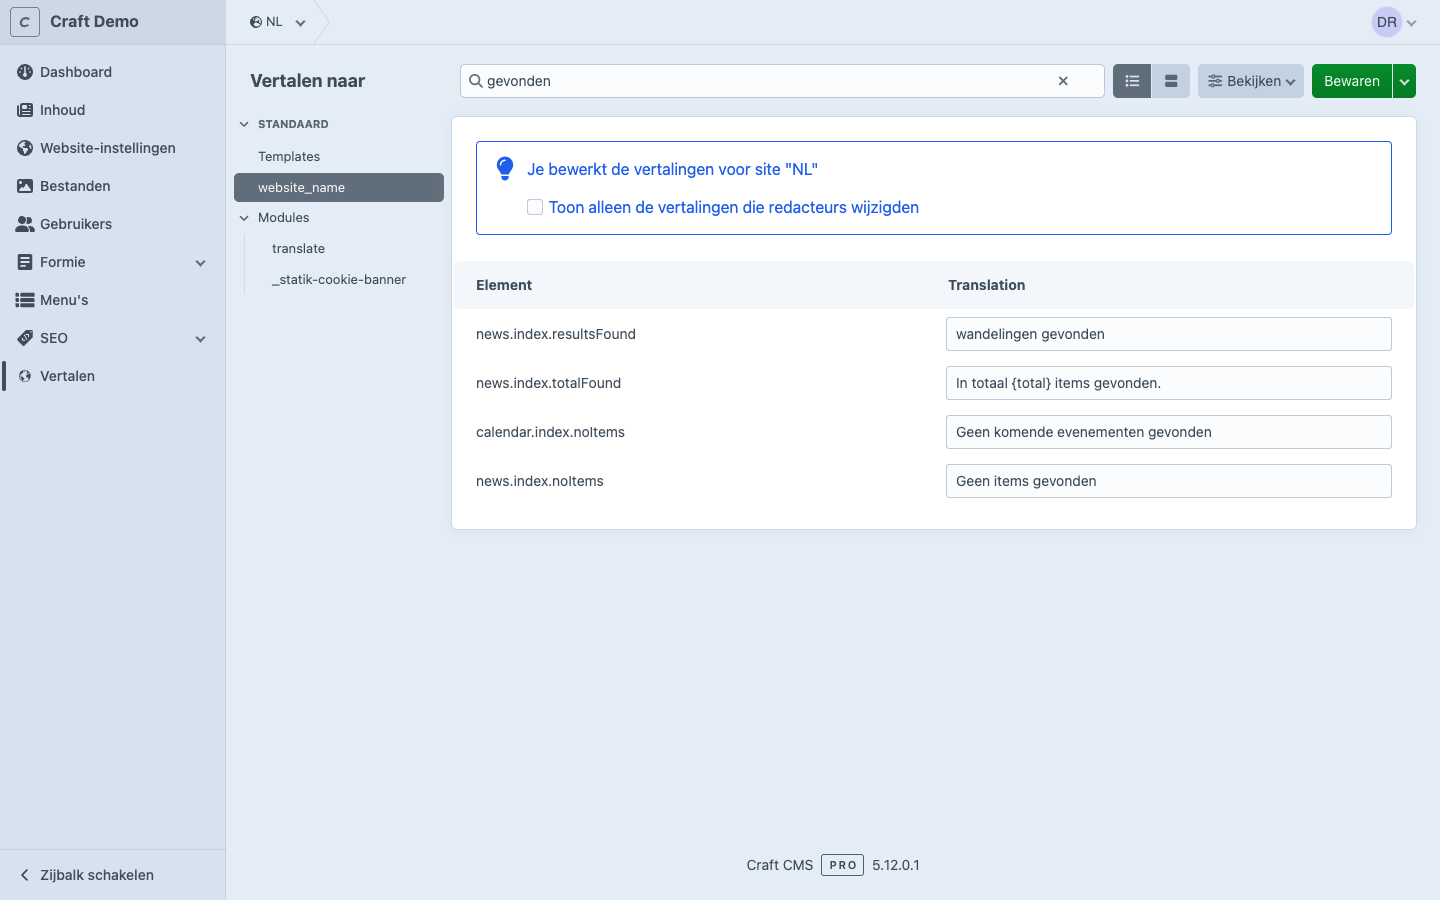 C
Craft Demo
NL
DR
Dashboard
Inhoud
Website-instellingen
Bestanden
Gebruikers
Formie
Menu's
SEO
Vertalen
Zijbalk schakelen
Vertalen naar
gevonden
Bekijken
Bewaren
STANDAARD
Templates
website_name
Modules
translate
_statik-cookie-banner
Je bewerkt de vertalingen voor site "NL"
Toon alleen de vertalingen die redacteurs wijzigden
Element Translation
news.index.resultsFound wandelingen gevonden
news.index.totalFound In totaal {total} items gevonden.
calendar.index.noItems Geen komende evenementen gevonden
news.index.noItems Geen items gevonden
Craft CMS PRO 5.12.0.1